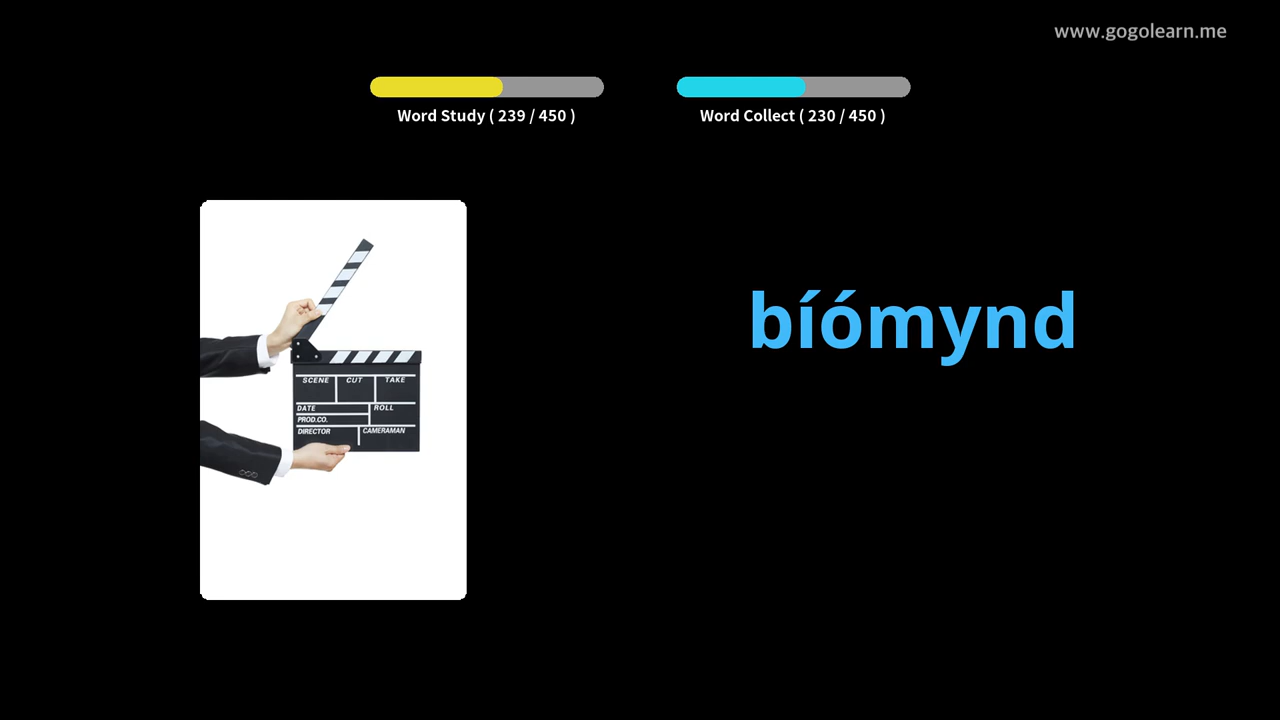 www.gogolearn.me
Word Study ( 239 / 450 )
Word Collect ( 230 / 450 )
bíómynd
SCENE CUT TAKE
DATE ROLL
PROD.CO.
DIRECTOR CAMERAMAN